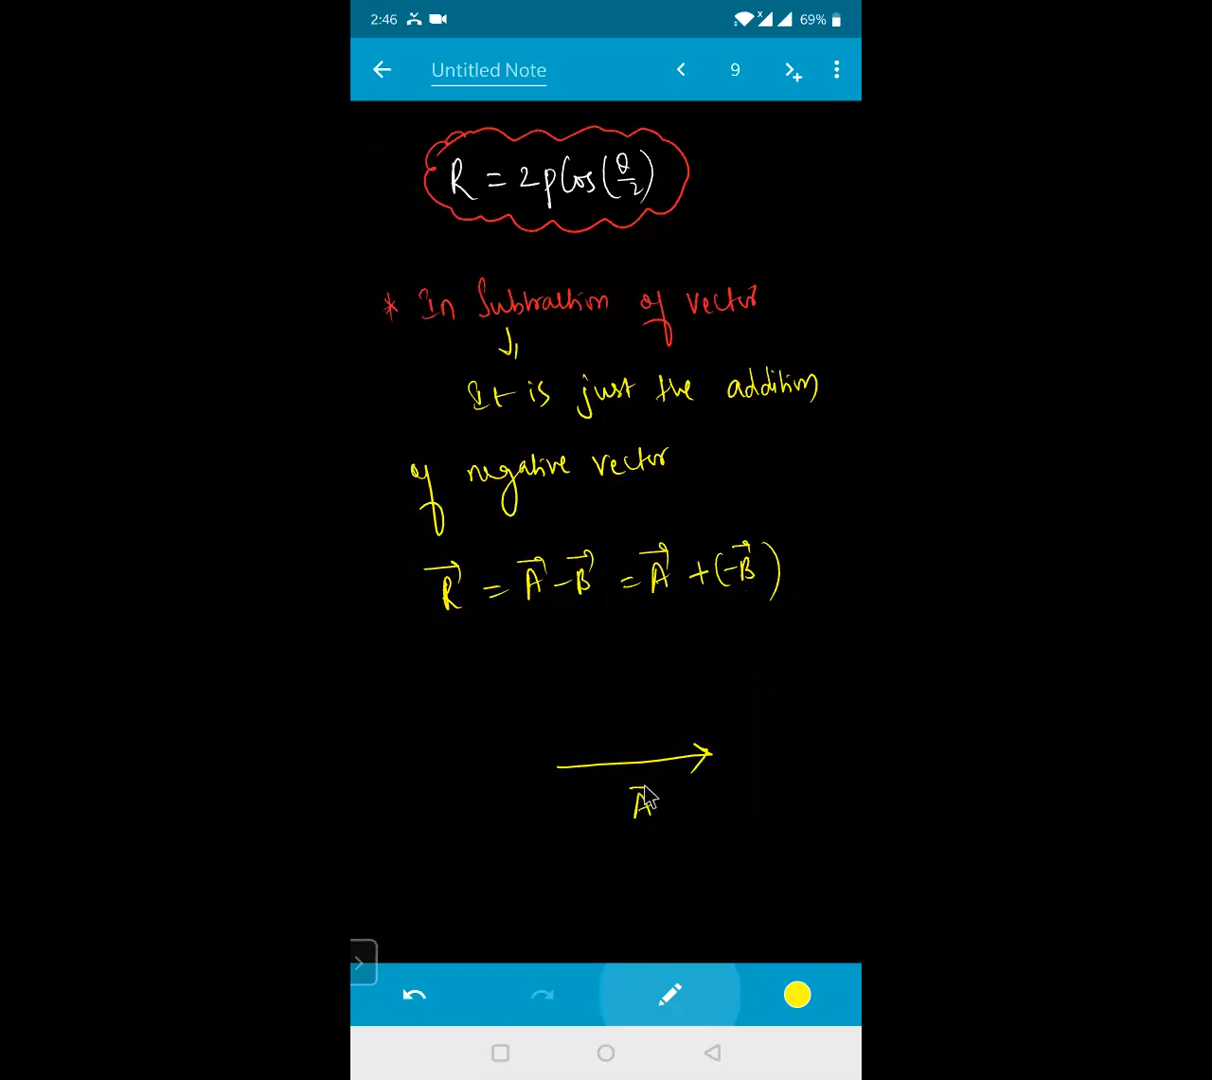 2:46 69%
Untitled Note 9
R = 2pCos(θ/2)
* In Subtraction of vector
It is just the addition
of negative vector
R⃗ = A⃗ - B⃗ = A⃗ + (-B⃗)
A⃗